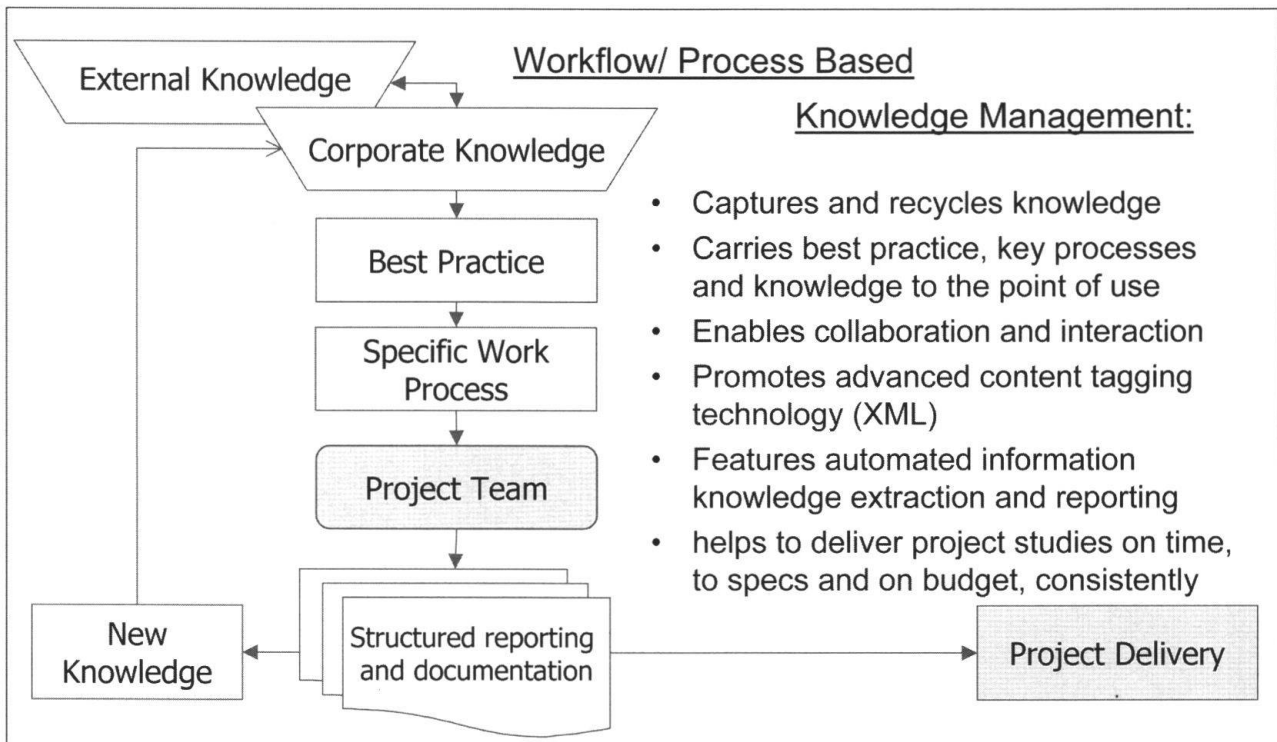 External Knowledge
Workflow/ Process Based
Knowledge Management:
Corporate Knowledge
• Captures and recycles knowledge
Best Practice
• Carries best practice, key processes
and knowledge to the point of use
Specific Work
Process
• Enables collaboration and interaction
• Promotes advanced content tagging
technology (XML)
Project Team
• Features automated information
knowledge extraction and reporting
• helps to deliver project studies on time,
to specs and on budget, consistently
New
Knowledge
Structured reporting
and documentation
Project Delivery